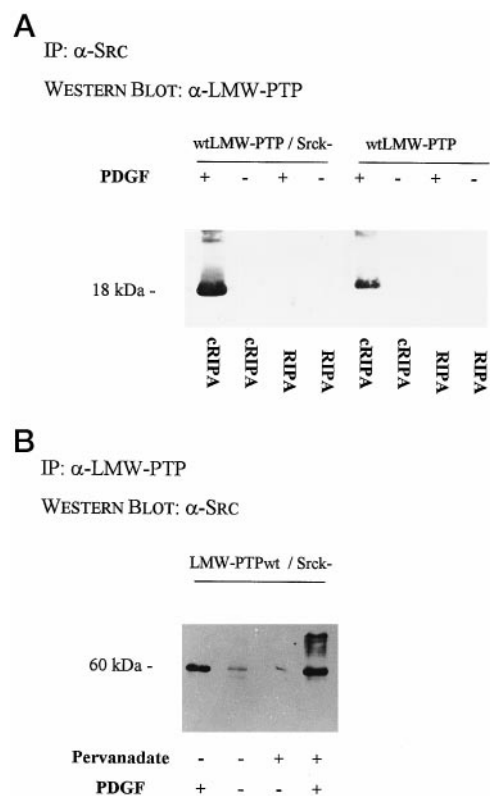 A
IP: α-SRC
WESTERN BLOT: α-LMW-PTP
wtLMW-PTP / Srck- wtLMW-PTP
PDGF + - + - + - + -
18 kDa -
cRIPA cRIPA RIPA RIPA cRIPA cRIPA RIPA RIPA
B
IP: α-LMW-PTP
WESTERN BLOT: α-SRC
LMW-PTPwt / Srck-
60 kDa -
Pervanadate - - + +
PDGF + - - +